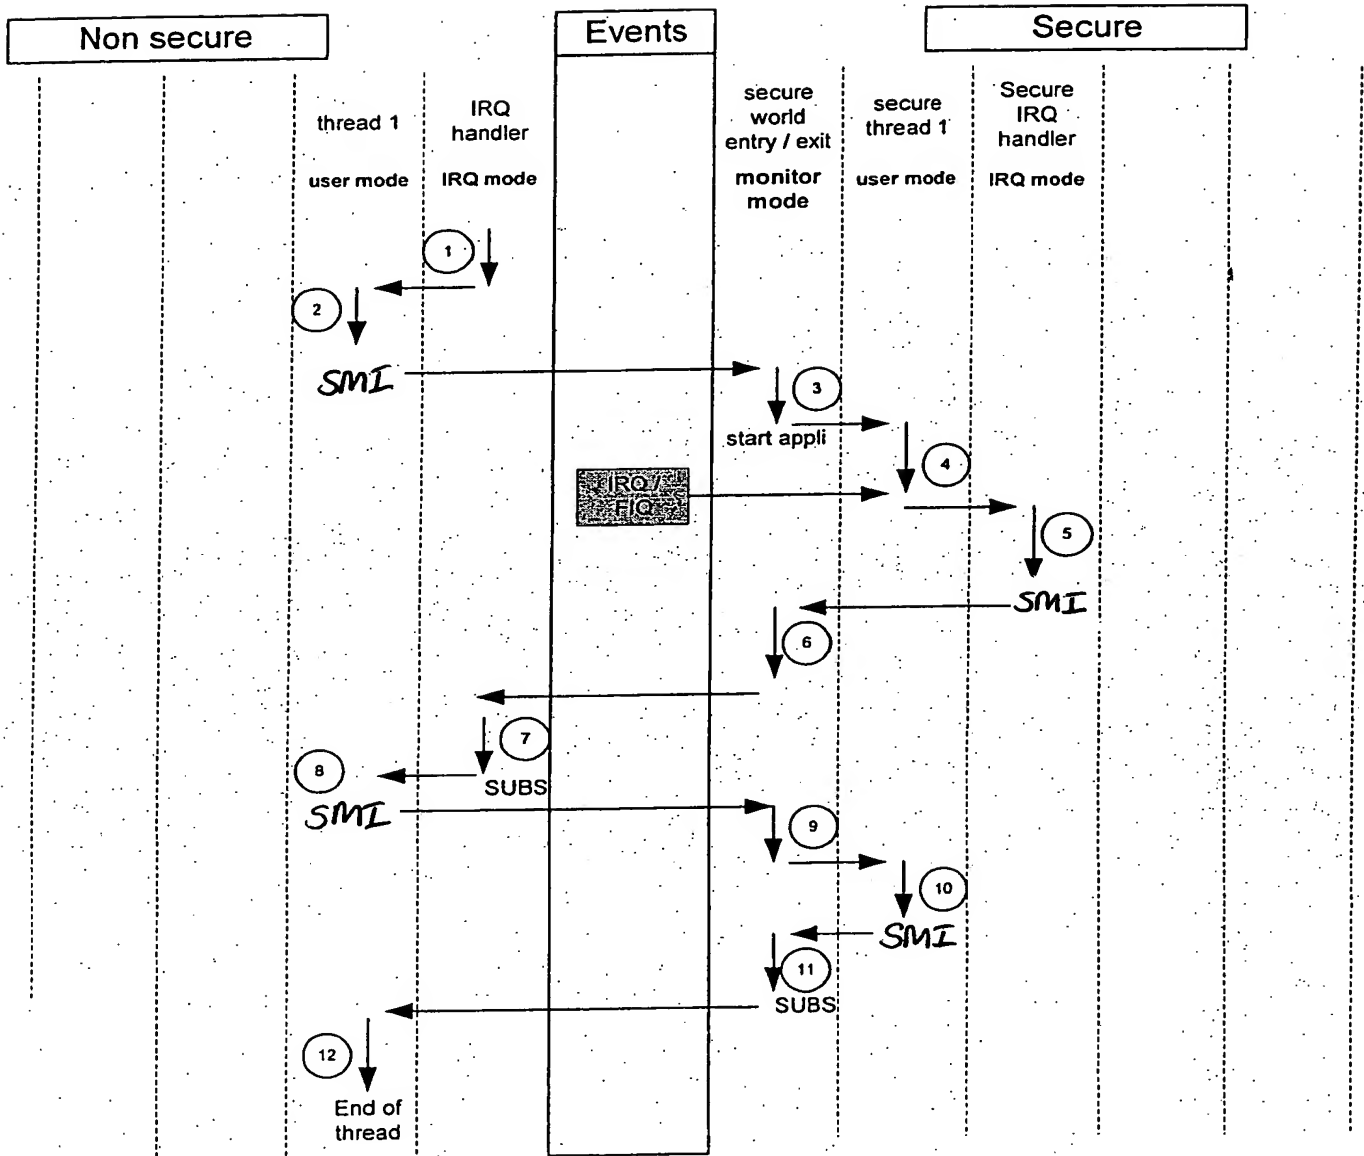 Non secure
Events
Secure
thread 1
user mode
IRQ
handler
IRQ mode
secure
world
entry / exit
monitor
mode
secure
thread 1
user mode
Secure
IRQ
handler
IRQ mode
1
2
SMI
3
start appli
4
IRQ /
FIQ
5
SMI
6
7
SUBS
8
SMI
9
10
SMI
11
SUBS
12
End of
thread